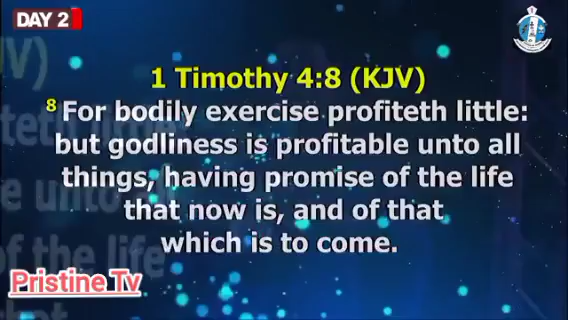 DAY 2
1 Timothy 4:8 (KJV)
8 For bodily exercise profiteth little:
but godliness is profitable unto all
things, having promise of the life
that now is, and of that
which is to come.
Pristine Tv